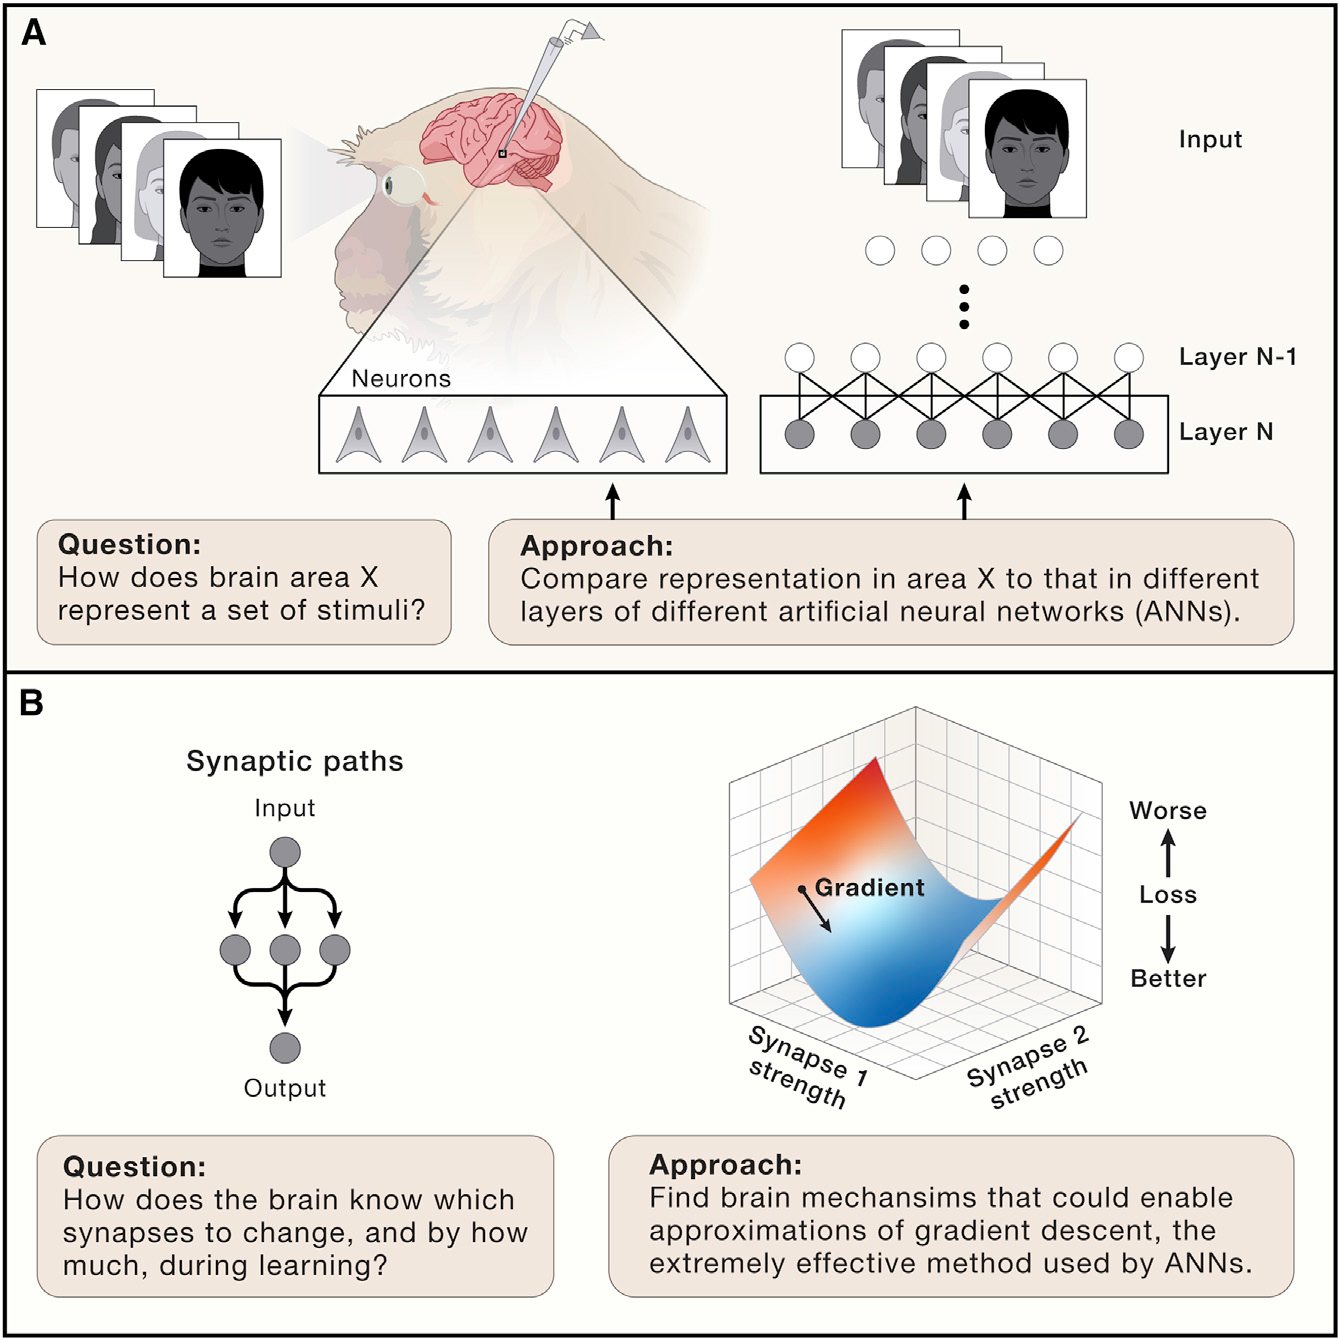 A
Input
Neurons
Layer N-1
Layer N
Question:
How does brain area X
represent a set of stimuli?
Approach:
Compare representation in area X to that in different
layers of different artificial neural networks (ANNs).
B
Synaptic paths
Input
Output
Gradient
Worse
Loss
Better
Synapse 1
strength
Synapse 2
strength
Question:
How does the brain know which
synapses to change, and by how
much, during learning?
Approach:
Find brain mechansims that could enable
approximations of gradient descent, the
extremely effective method used by ANNs.